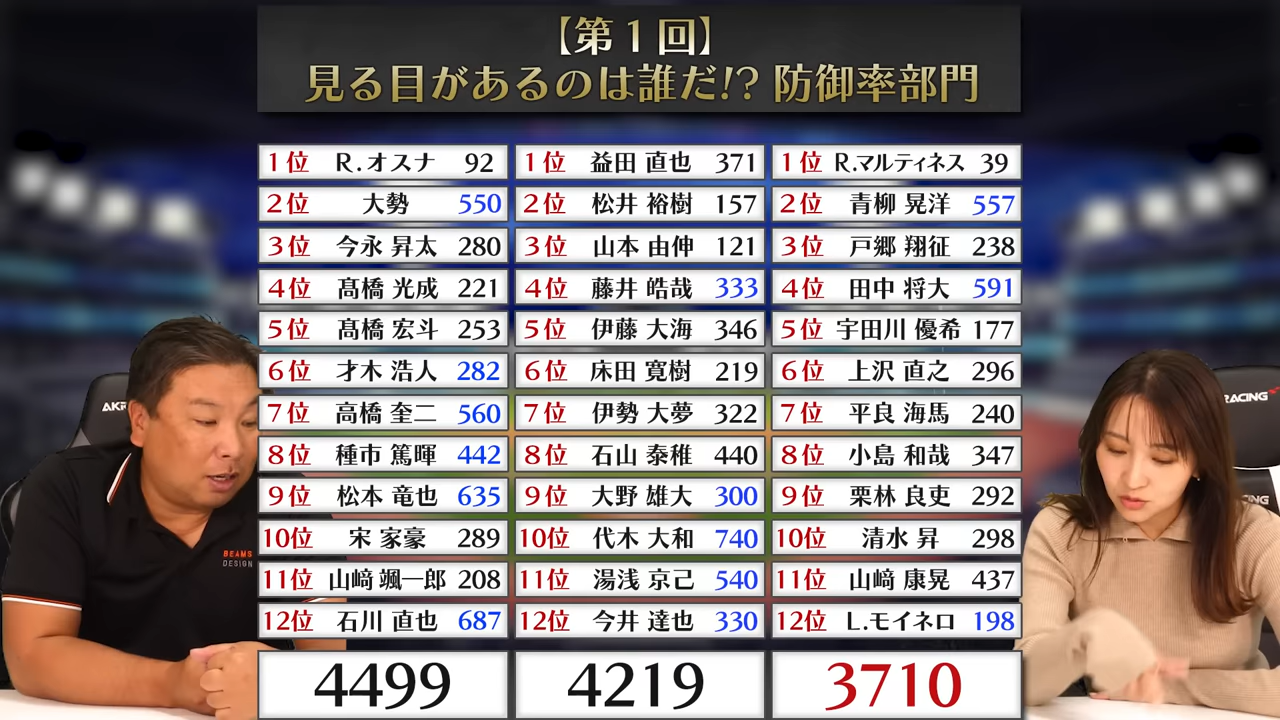 【第1回】
見る目があるのは誰だ!? 防御率部門
1位 R.オスナ 92
2位 大勢 550
3位 今永 昇太 280
4位 髙橋 光成 221
5位 髙橋 宏斗 253
6位 才木 浩人 282
7位 高橋 奎二 560
8位 種市 篤暉 442
9位 松本 竜也 635
10位 宋 家豪 289
11位 山﨑 颯一郎 208
12位 石川 直也 687
4499
1位 益田 直也 371
2位 松井 裕樹 157
3位 山本 由伸 121
4位 藤井 皓哉 333
5位 伊藤 大海 346
6位 床田 寛樹 219
7位 伊勢 大夢 322
8位 石山 泰稚 440
9位 大野 雄大 300
10位 代木 大和 740
11位 湯浅 京己 540
12位 今井 達也 330
4219
1位 R.マルティネス 39
2位 青柳 晃洋 557
3位 戸郷 翔征 238
4位 田中 将大 591
5位 宇田川 優希 177
6位 上沢 直之 296
7位 平良 海馬 240
8位 小島 和哉 347
9位 栗林 良吏 292
10位 清水 昇 298
11位 山﨑 康晃 437
12位 L.モイネロ 198
3710
BEAMS
DESIGN
RACING